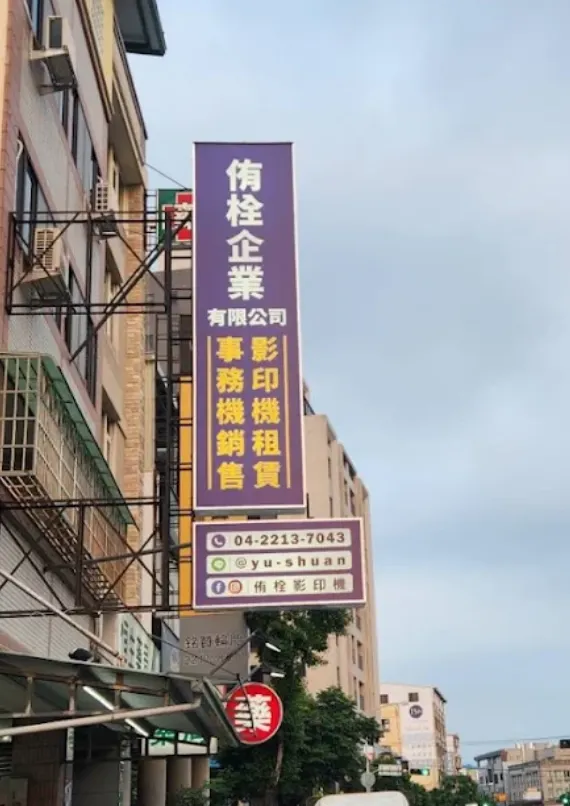 侑栓企業
有限公司
影印機租賃
事務機銷售
04-2213-7043
@yu-shuan
侑栓影印機
藥